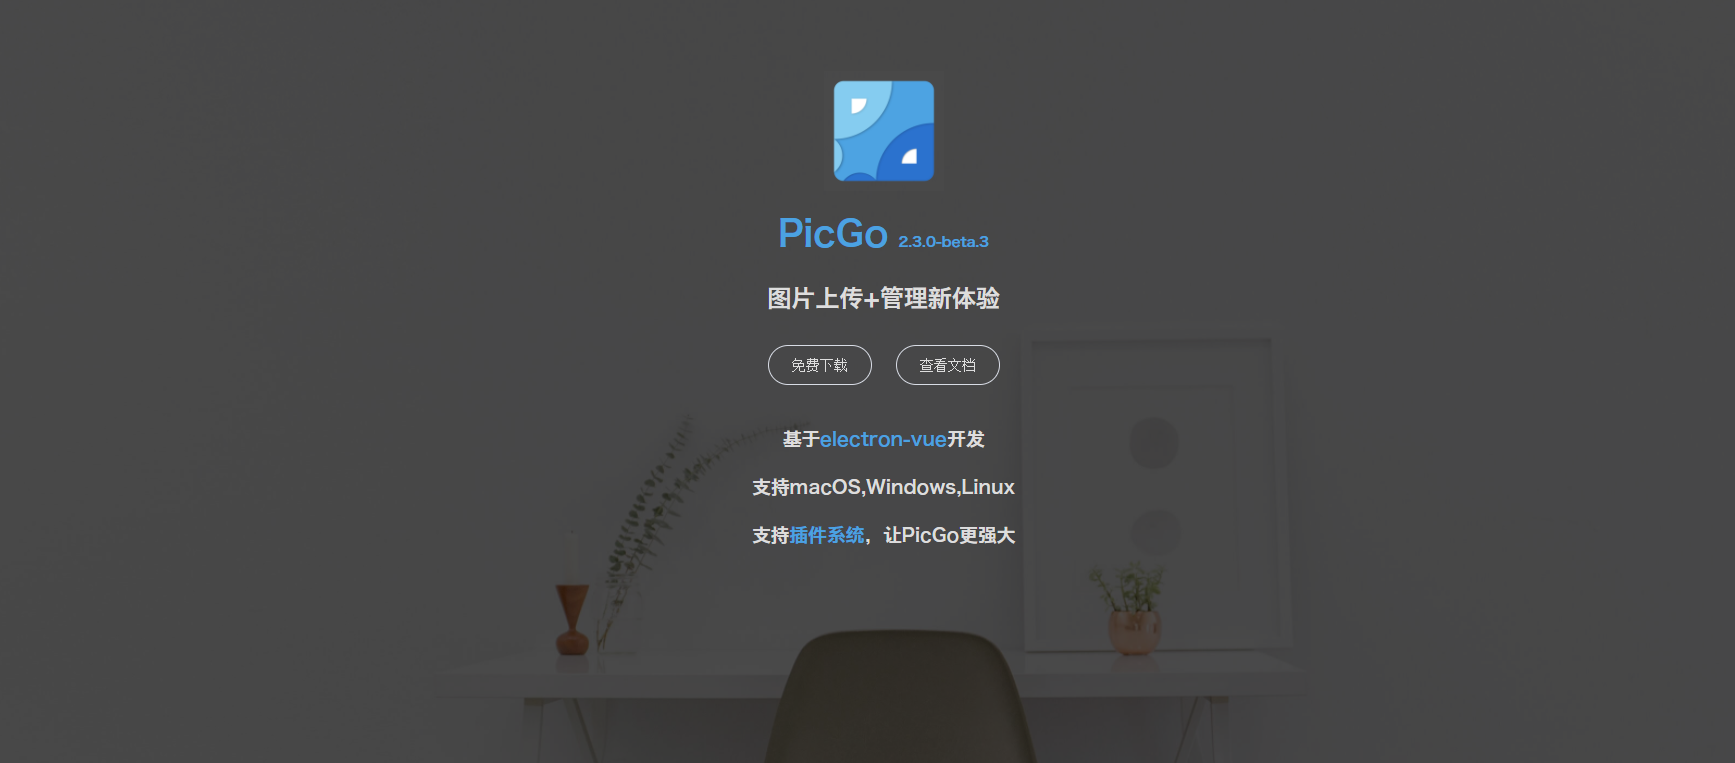 PicGo 2.3.0-beta.3
图片上传+管理新体验
免费下载 查看文档
基于electron-vue开发
支持macOS,Windows,Linux
支持插件系统，让PicGo更强大